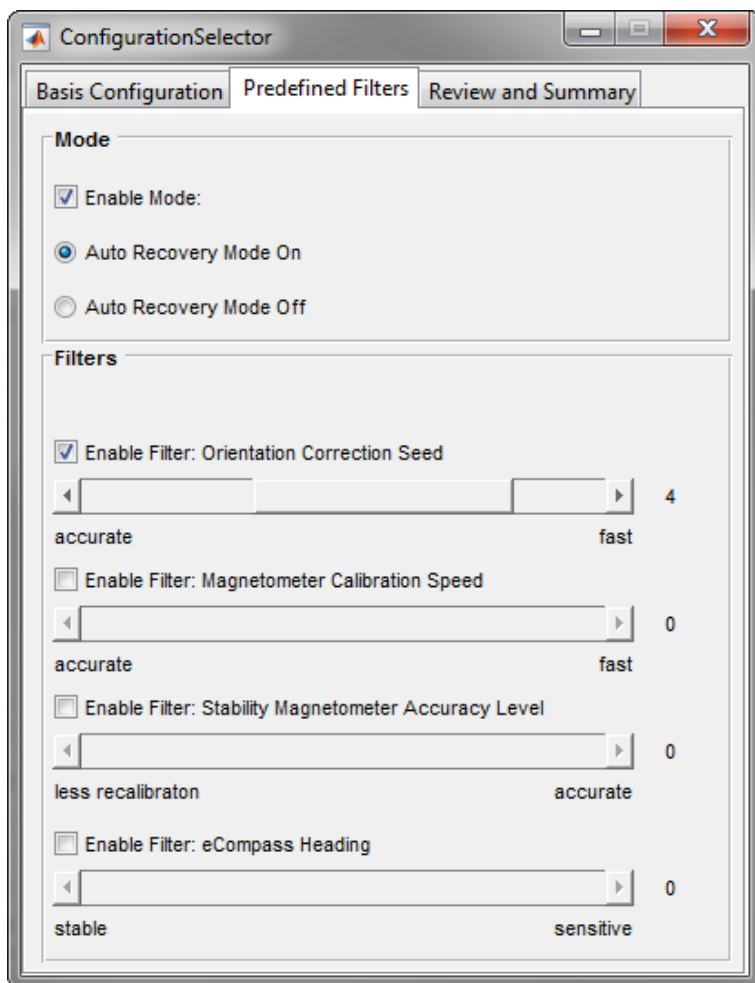 ConfigurationSelector
Basis Configuration Predefined Filters Review and Summary
Mode
Enable Mode:
Auto Recovery Mode On
Auto Recovery Mode Off
Filters
Enable Filter: Orientation Correction Seed
4
accurate fast
Enable Filter: Magnetometer Calibration Speed
0
accurate fast
Enable Filter: Stability Magnetometer Accuracy Level
0
less recalibraton accurate
Enable Filter: eCompass Heading
0
stable sensitive